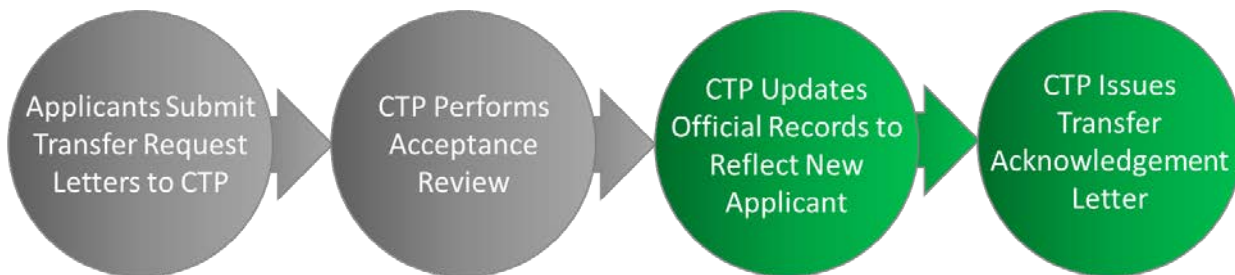 Applicants Submit
Transfer Request
Letters to CTP
CTP Performs
Acceptance
Review
CTP Updates
Official Records to
Reflect New
Applicant
CTP Issues
Transfer
Acknowledgement
Letter